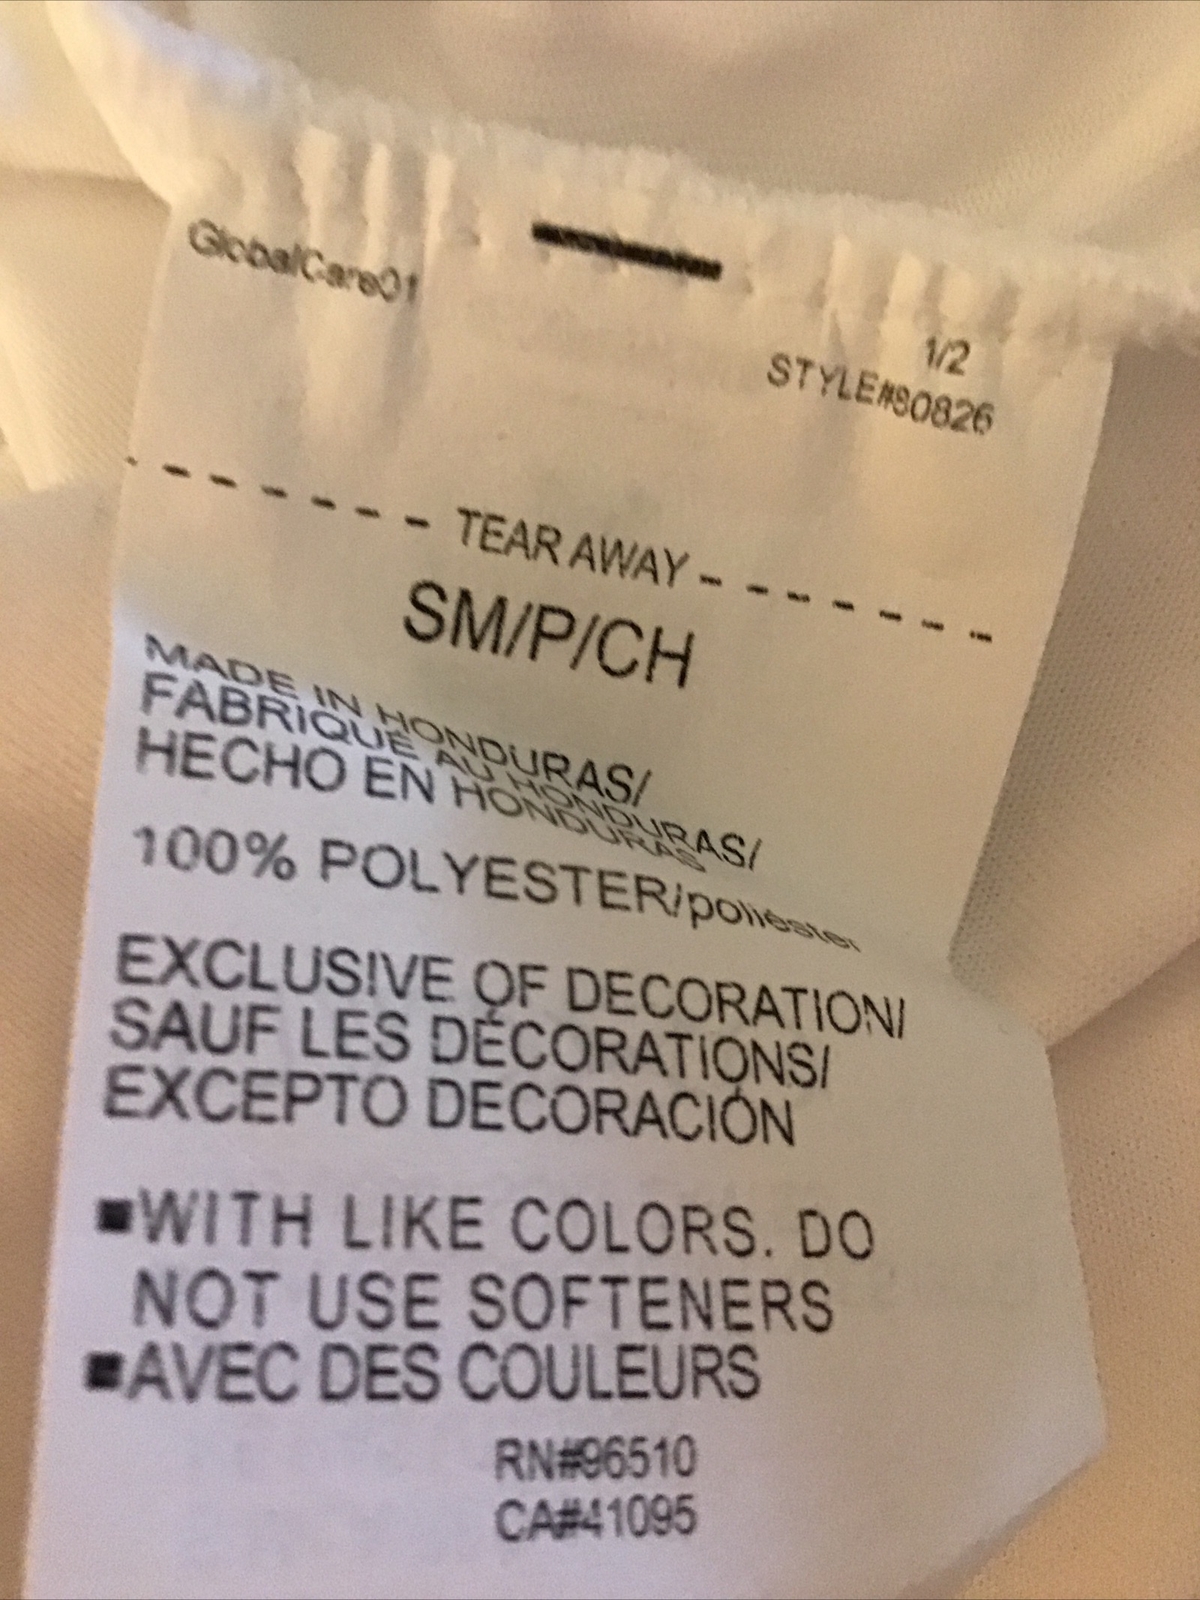 GlobalCare01
1/2
STYLE#80826
TEAR AWAY
SM/P/CH
MADE IN HONDURAS/
FABRIQUÉ AU HONDURAS/
HECHO EN HONDURAS
100% POLYESTER/poliéster
EXCLUSIVE OF DECORATION/
SAUF LES DÉCORATIONS/
EXCEPTO DECORACIÓN
■WITH LIKE COLORS. DO
NOT USE SOFTENERS
■AVEC DES COULEURS
RN#96510
CA#41095